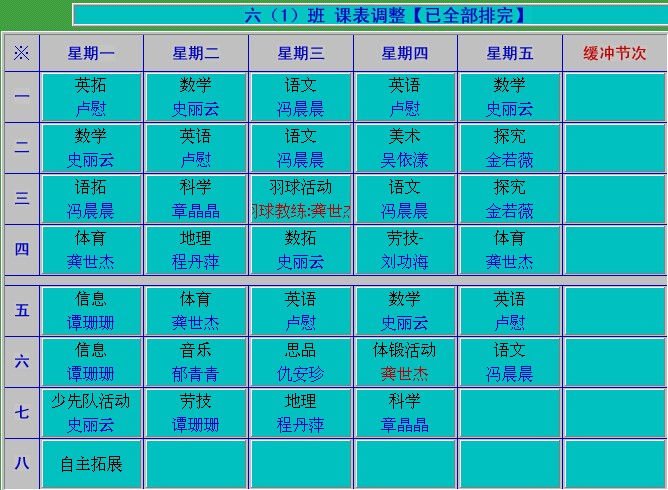 六（1）班 课表调整【已全部排完】
※ 星期一 星期二 星期三 星期四 星期五 缓冲节次
一 英拓 数学 语文 英语 数学
卢慰 史丽云 冯晨晨 卢慰 史丽云
二 数学 英语 语文 美术 探究
史丽云 卢慰 冯晨晨 吴依漾 金若薇
三 语拓 科学 羽球活动 语文 探究
冯晨晨 章晶晶 羽球教练:龚世杰 冯晨晨 金若薇
四 体育 地理 数拓 劳技- 体育
龚世杰 程丹萍 史丽云 刘功海 龚世杰
五 信息 体育 英语 数学 英语
谭珊珊 龚世杰 卢慰 史丽云 卢慰
六 信息 音乐 思品 体锻活动 语文
谭珊珊 郁青青 仇安珍 龚世杰 冯晨晨
七 少先队活动 劳技 地理 科学
史丽云 谭珊珊 程丹萍 章晶晶
八 自主拓展